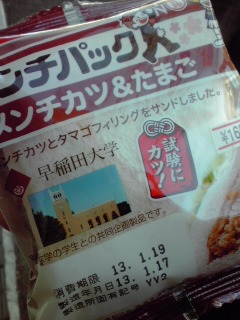 ンチパック
メンチカツ&たまご
ンチカツとタマゴフィリングをサンドしました。
早稲田大学
試験に
カツ!
¥16
学の学生との共同企画製品です。
消費期限 13.1.19
製造年月日 13.1.17
製造所固有記号 YV2